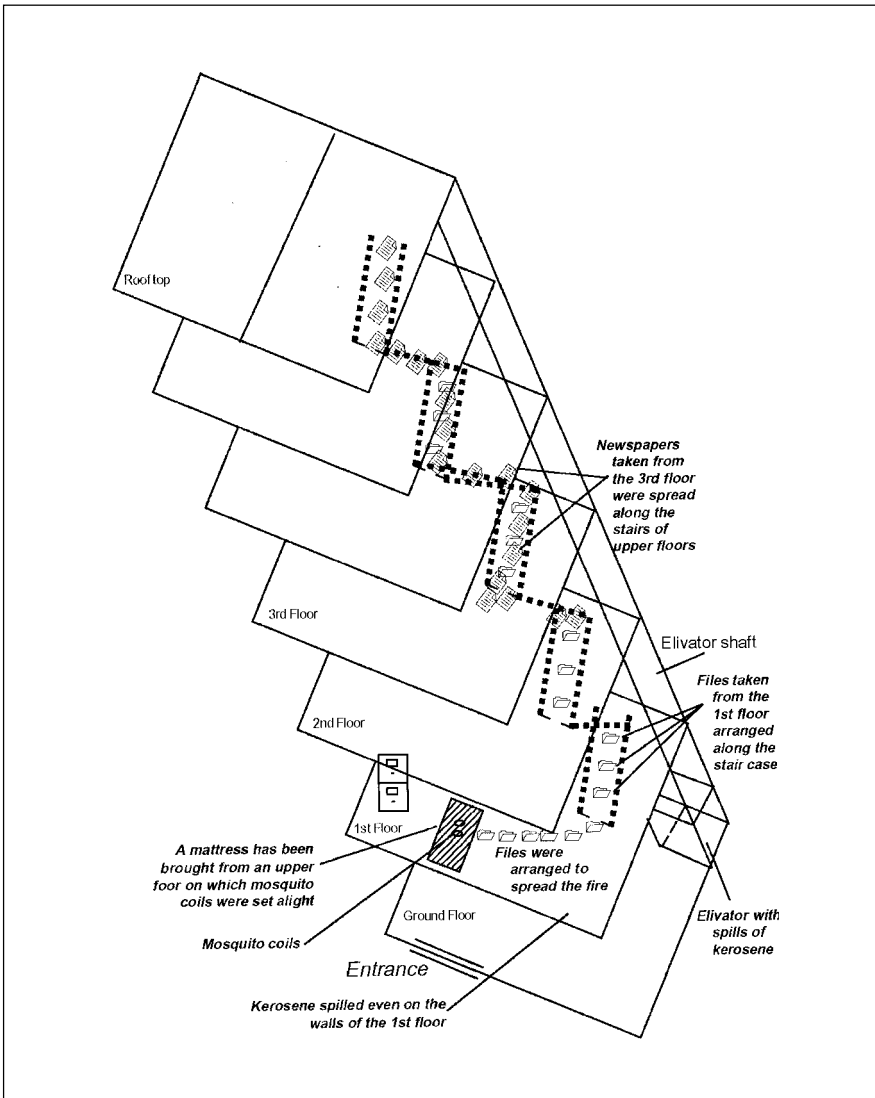 Rooftop
Newspapers
taken from
the 3rd floor
were spread
along the
stairs of
upper floors
3rd Floor
Elivator shaft
Files taken
from the
1st floor
arranged
along the
stair case
2nd Floor
1st Floor
A mattress has been
brought from an upper
foor on which mosquito
coils were set alight
Files were
arranged to
spread the fire
Ground Floor
Elivator with
spills of
kerosene
Mosquito coils
Entrance
Kerosene spilled even on the
walls of the 1st floor